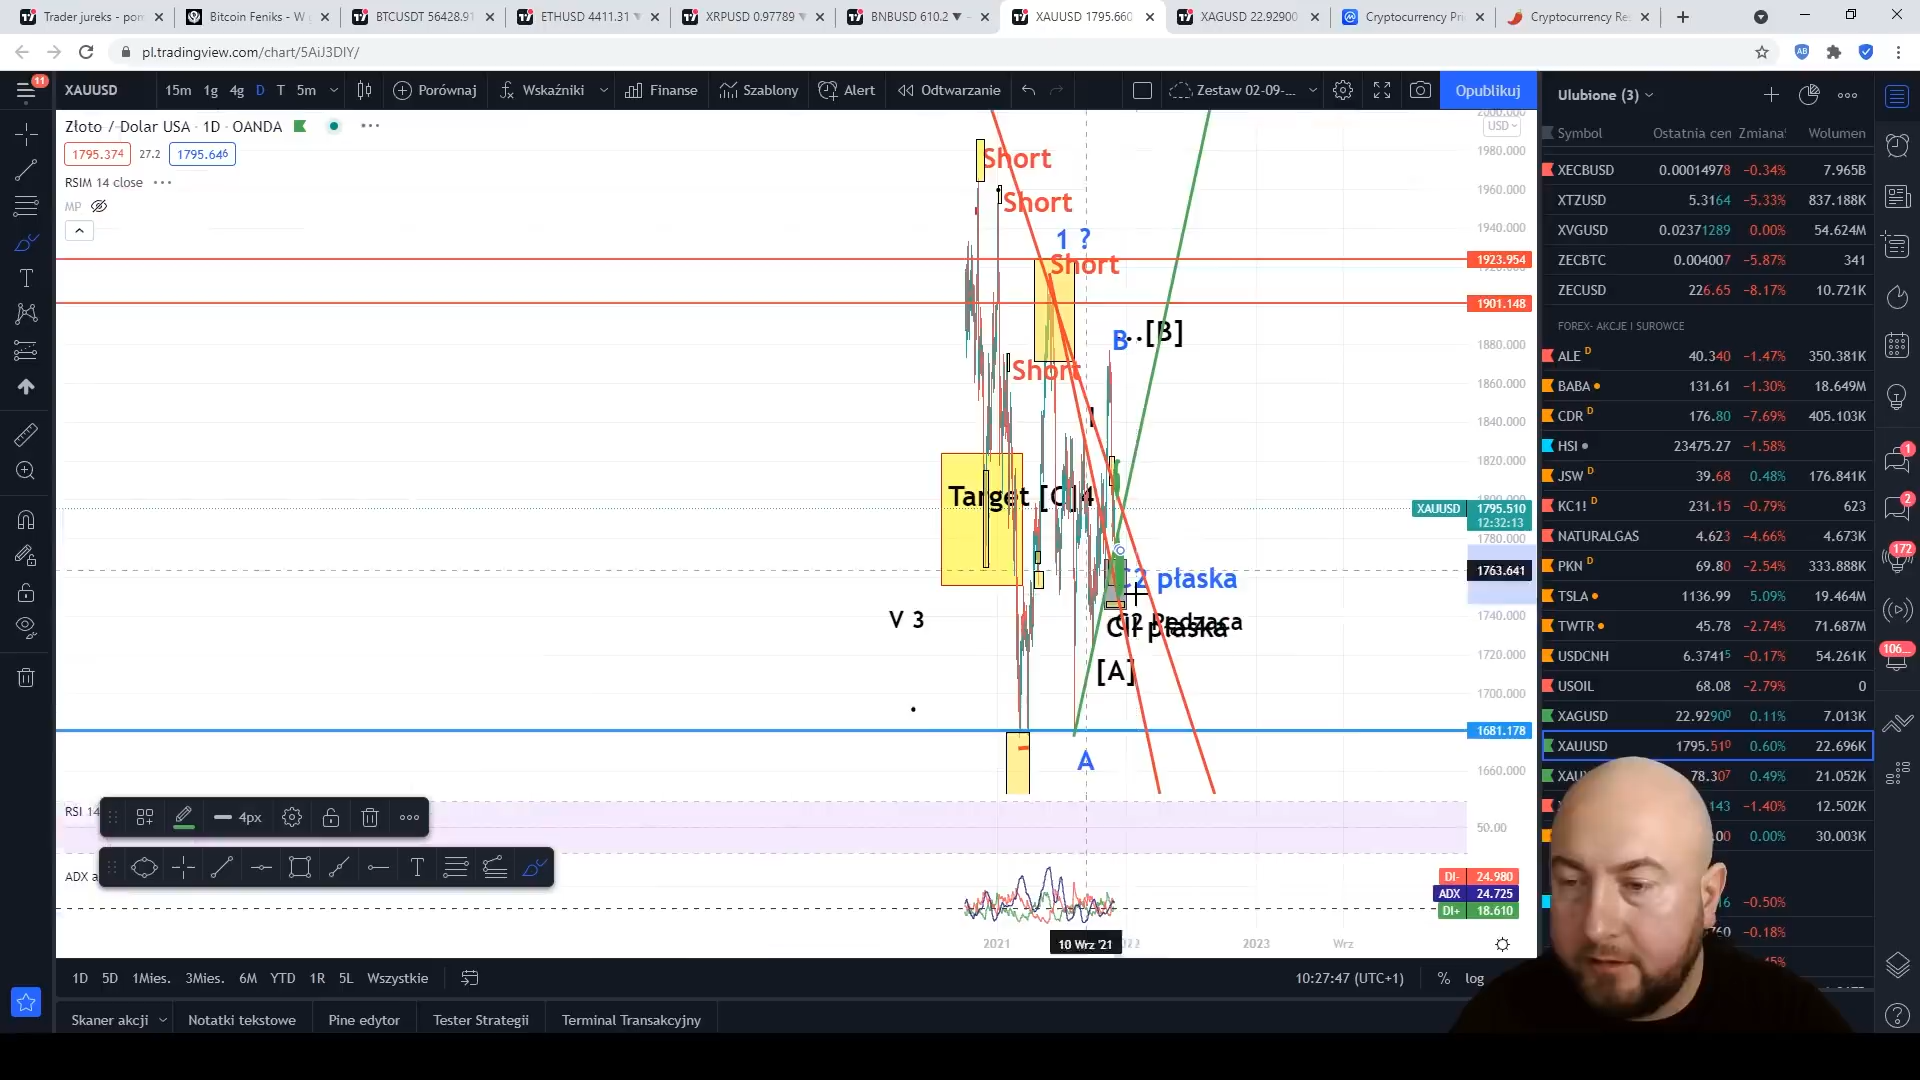 Trader jureks - pon
Bitcoin Feniks - W
BTCUSDT 56428.91
ETHUSD 4411.31
XRPUSD 0.97789
BNBUSD 610.2
XAUUSD 1795.660
XAGUSD 22.92900
Cryptocurrency Pri
Cryptocurrency Re
pl.tradingview.com/chart/5AiJ3DIY/
11
XAUUSD
15m 1g 4g D T 5m
Porównaj
Wskaźniki
Finanse
Szablony
Alert
Odtwarzanie
Zestaw 02-09-...
Opublikuj
Złoto / Dolar USA · 1D · OANDA
1795.374 27.2 1795.646
RSIM 14 close
MP
USD
1980.000
1960.000
1940.000
1923.954
1901.148
1880.000
1860.000
1840.000
1820.000
XAUUSD 1795.510
12:32:13
1780.000
1763.641
1740.000
1720.000
1700.000
1681.178
1660.000
50.00
Short
Short
1 ?
Short
B
..[B]
Short
Target [C]4
C2 płaska
V 3
[A]
A
RSI 14
4px
ADX
DI- 24.980
ADX 24.725
DI+ 18.610
2021
10 Wrz '21
2023
Wrz
1D 5D 1Mies. 3Mies. 6M YTD 1R 5L Wszystkie
10:27:47 (UTC+1)
% log
Skaner akcji
Notatki tekstowe
Pine edytor
Tester Strategii
Terminal Transakcyjny
Ulubione (3)
Symbol Ostatnia cen Zmiana Wolumen
XECBUSD 0.00014978 −0.34% 7.965B
XTZUSD 5.3164 −5.33% 837.188K
XVGUSD 0.02371289 0.00% 54.624M
ZECBTC 0.004007 −5.87% 341
ZECUSD 226.65 −8.17% 10.721K
FOREX- AKCJE I SUROWCE
ALE D 40.340 −1.47% 350.381K
BABA 131.61 −1.30% 18.649M
CDR D 176.80 −7.69% 405.103K
HSI 23475.27 −1.58%
JSW D 39.68 0.48% 176.841K
KC1! D 231.15 −0.79% 623
NATURALGAS 4.623 −4.66% 4.673K
PKN D 69.80 −2.54% 333.888K
TSLA 1136.99 5.09% 19.464M
TWTR 45.78 −2.74% 71.687M
USDCNH 6.37415 −0.17% 54.261K
USOIL 68.08 −2.79% 0
XAGUSD 22.92900 0.11% 7.013K
XAUUSD 1795.510 0.60% 22.696K
78.307 0.49% 21.052K
143 −1.40% 12.502K
0.00% 30.003K
−0.50%
−0.18%
1
2
172
106...